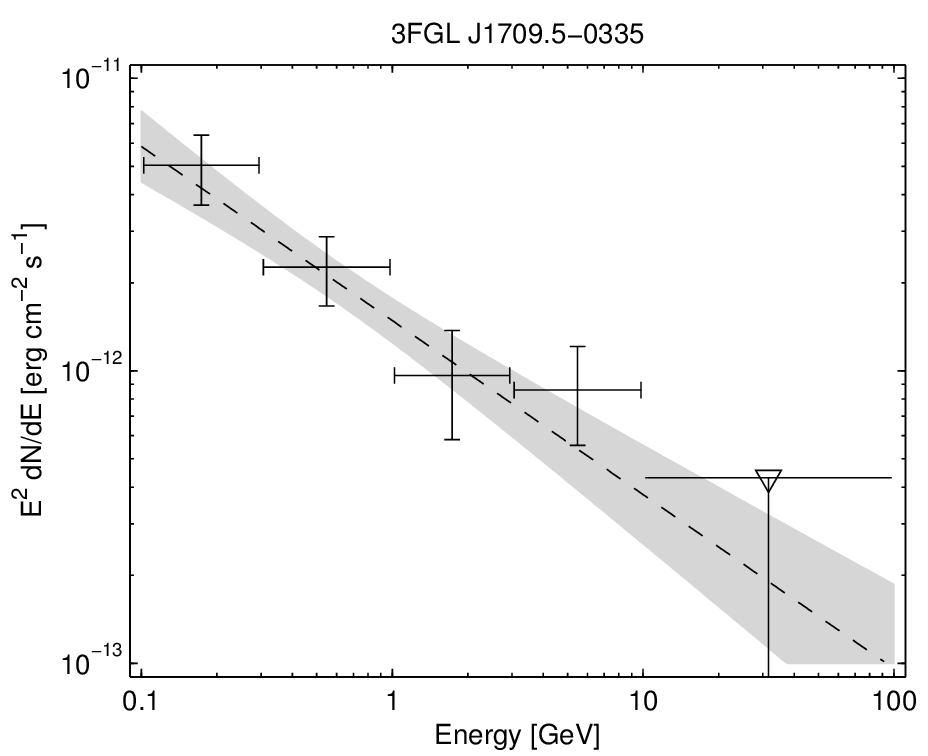 3FGL J1709.5−0335
10⁻¹¹
10⁻¹²
10⁻¹³
E² dN/dE [erg cm⁻² s⁻¹]
0.1 1 10 100
Energy [GeV]